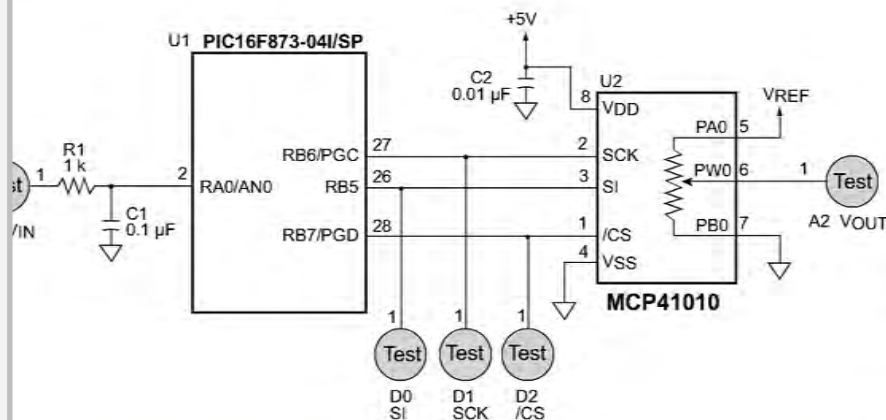 +5V
U1 PIC16F873-04I/SP
C2
0.01 µF
U2
8
VDD
VREF
PA0
5
R1
1 k
RB6/PGC
27
2
SCK
1
2
RA0/AN0
RB5
26
3
SI
PW0
6
1
Test
C1
0.1 µF
RB7/PGD
28
1
/CS
PB0
7
A2 VOUT
4
VSS
MCP41010
1
1
1
Test
Test
Test
D0
D1
D2
SI
SCK
/CS